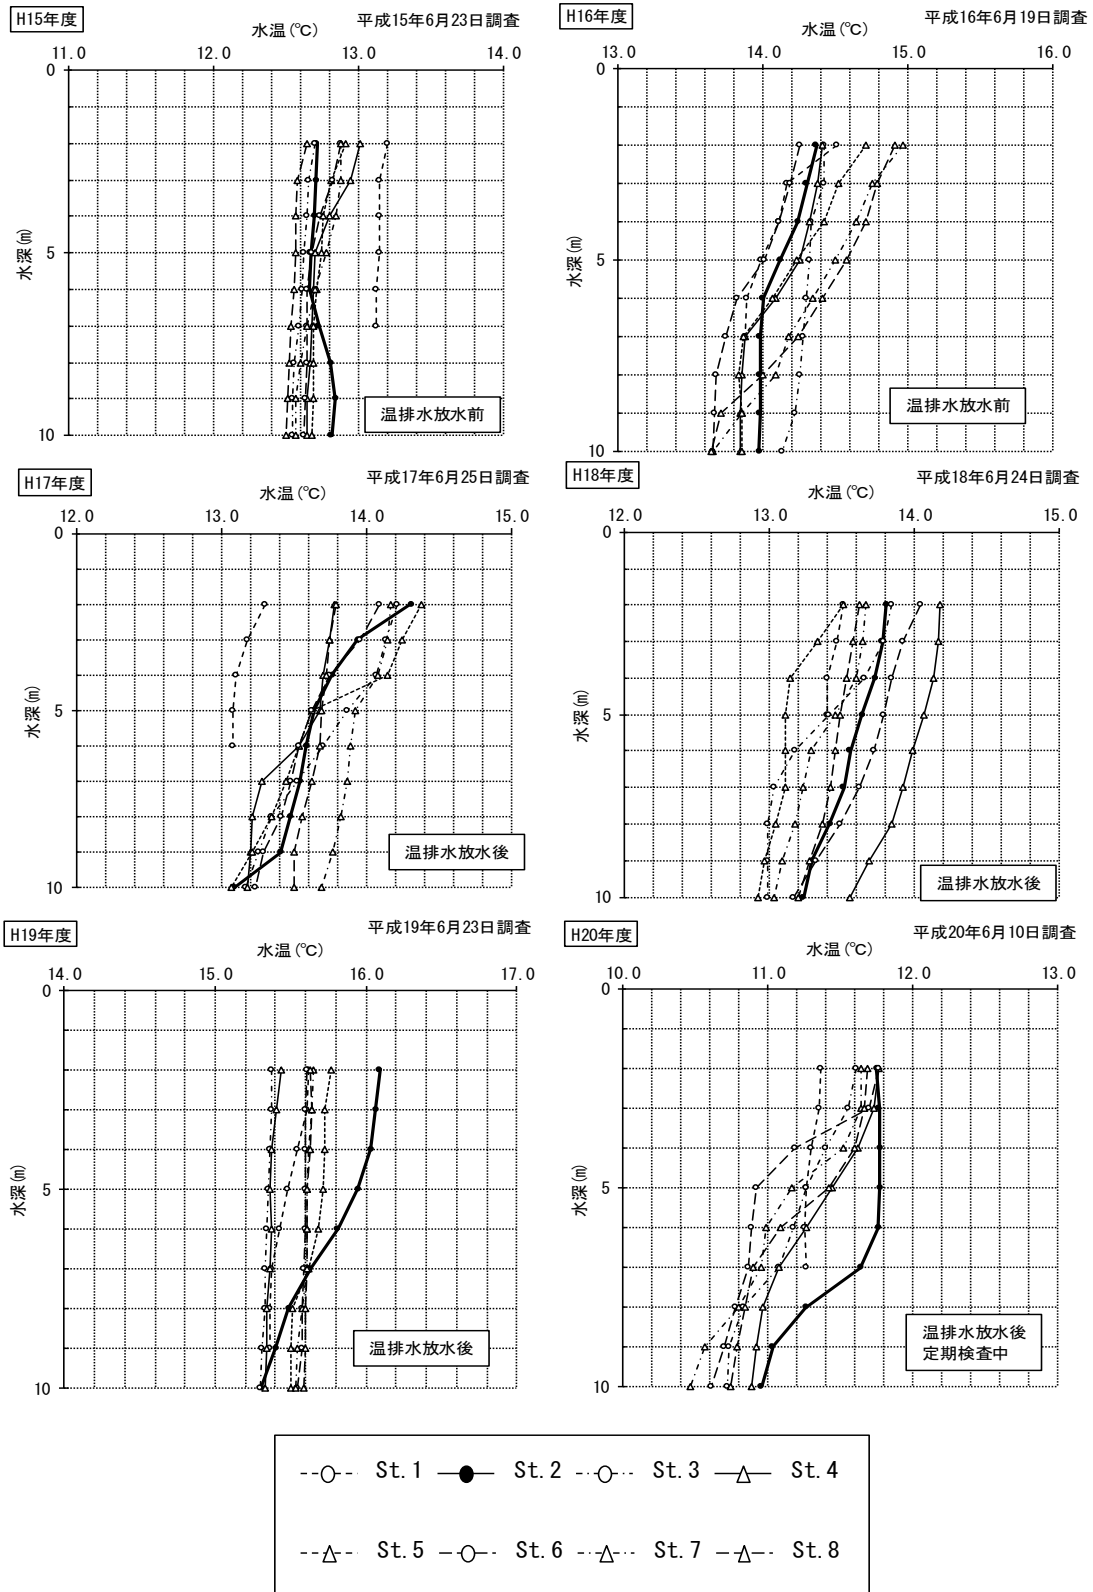 H15年度
平成15年6月23日調査
水温(℃)
11.0 12.0 13.0 14.0
0
5
10
水深(m)
温排水放水前
H16年度
平成16年6月19日調査
水温(℃)
13.0 14.0 15.0 16.0
0
5
10
水深(m)
温排水放水前
H17年度
平成17年6月25日調査
水温(℃)
12.0 13.0 14.0 15.0
0
5
10
水深(m)
温排水放水後
H18年度
平成18年6月24日調査
水温(℃)
12.0 13.0 14.0 15.0
0
5
10
水深(m)
温排水放水後
H19年度
平成19年6月23日調査
水温(℃)
14.0 15.0 16.0 17.0
0
5
10
水深(m)
温排水放水後
H20年度
平成20年6月10日調査
水温(℃)
10.0 11.0 12.0 13.0
0
5
10
水深(m)
温排水放水後
定期検査中
St.1 St.2 St.3 St.4
St.5 St.6 St.7 St.8